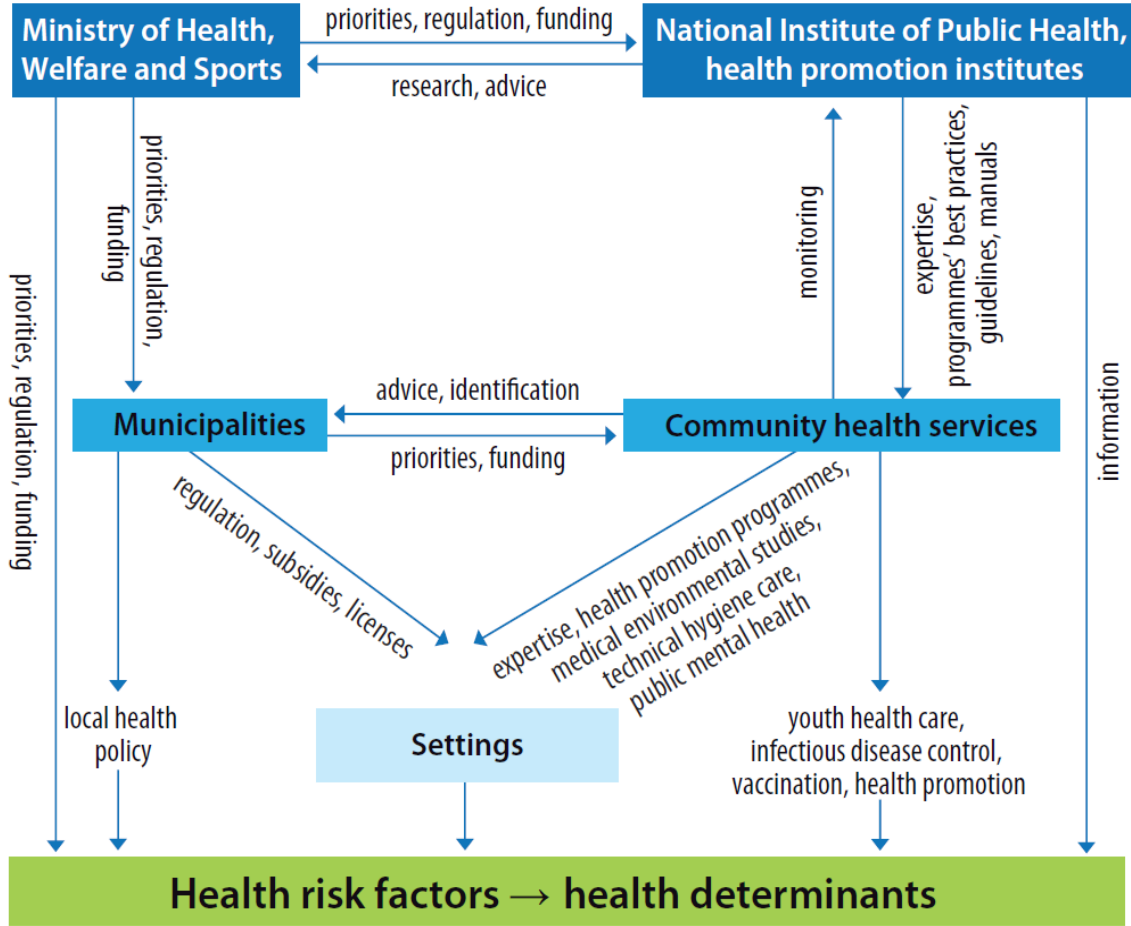 Ministry of Health,
Welfare and Sports
priorities, regulation, funding
research, advice
National Institute of Public Health,
health promotion institutes
priorities, regulation, funding
priorities, regulation,
funding
monitoring
expertise,
programmes' best practices,
guidelines, manuals
information
Municipalities
advice, identification
priorities, funding
Community health services
regulation, subsidies, licenses
expertise, health promotion programmes,
medical environmental studies,
technical hygiene care,
public mental health
local health
policy
Settings
youth health care,
infectious disease control,
vaccination, health promotion
Health risk factors → health determinants